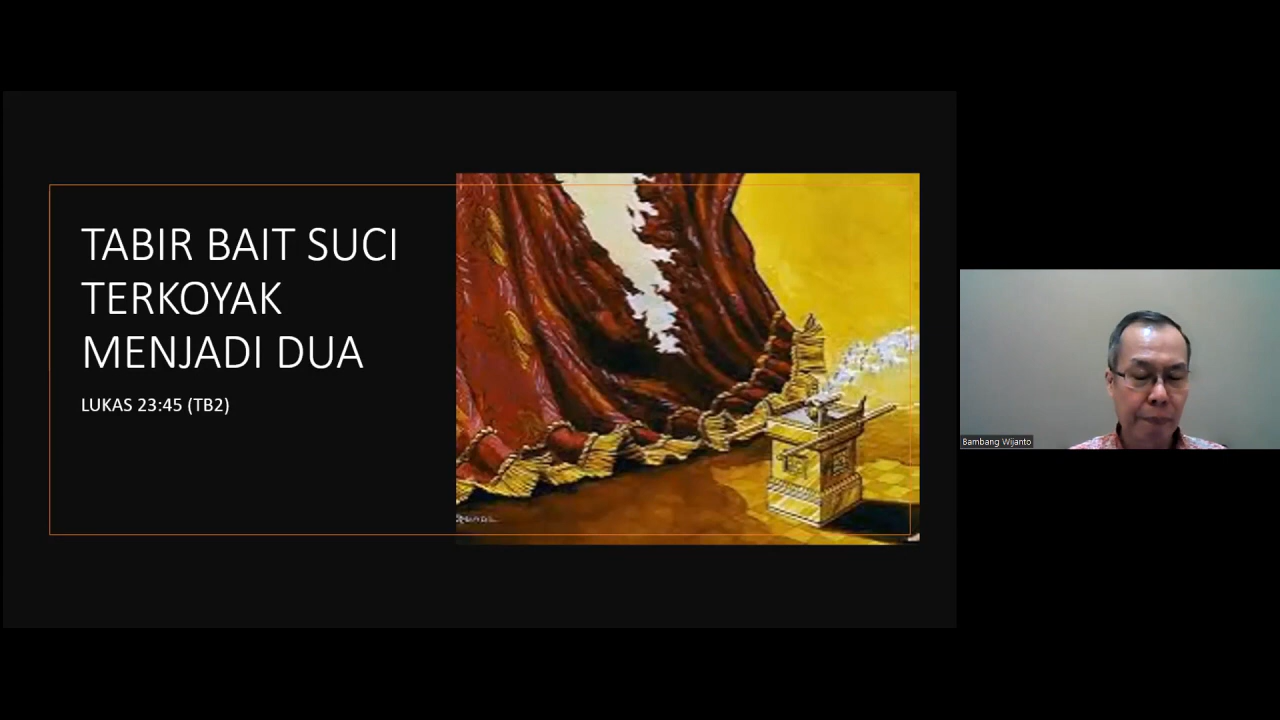 TABIR BAIT SUCI
TERKOYAK
MENJADI DUA
LUKAS 23:45 (TB2)
Bambang Wijanto